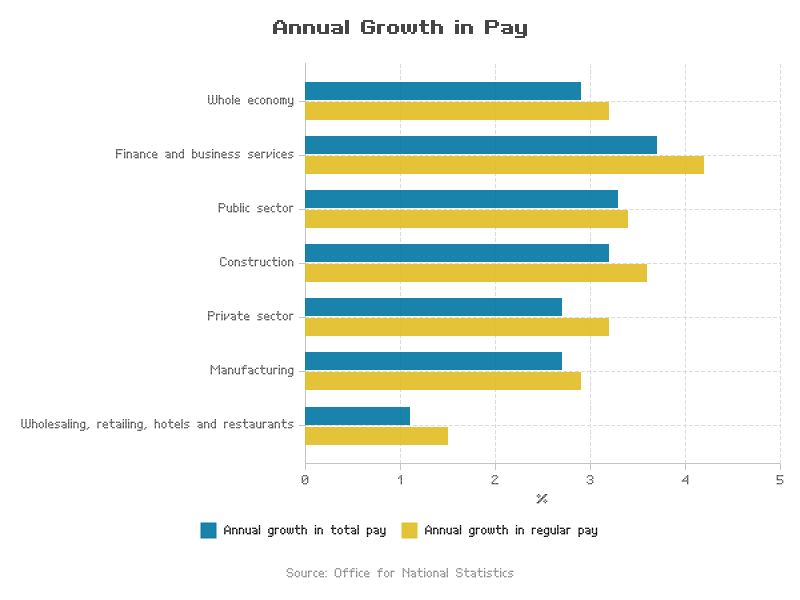 Annual Growth in Pay
Whole economy
Finance and business services
Public sector
Construction
Private sector
Manufacturing
Wholesaling, retailing, hotels and restaurants
0 1 2 3 4 5
%
Annual growth in total pay Annual growth in regular pay
Source: Office for National Statistics